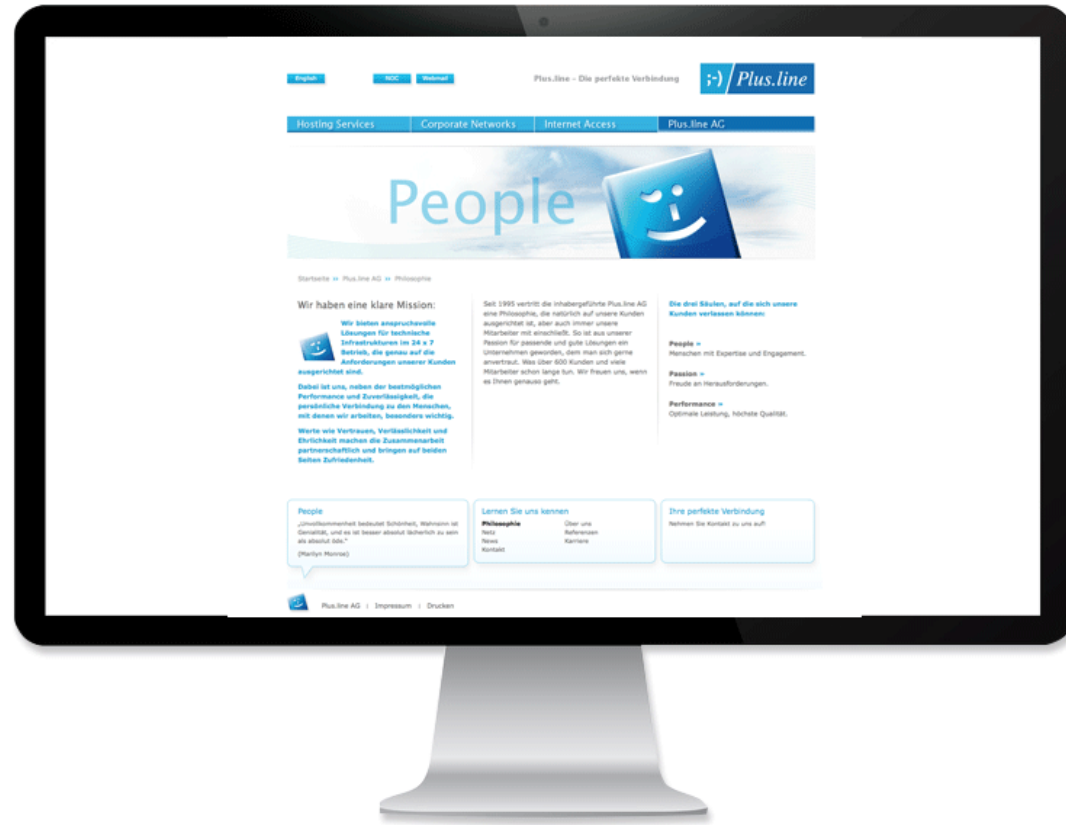 English
NOC
Webmail
Plus.line - Die perfekte Verbindung
;-) Plus.line
Hosting Services
Corporate Networks
Internet Access
Plus.line AG
People
Startseite » Plus.line AG » Philosophie
Wir haben eine klare Mission:
Wir bieten anspruchsvolle
Lösungen für technische
Infrastrukturen im 24 x 7
Betrieb, die genau auf die
Anforderungen unserer Kunden
ausgerichtet sind.
Dabei ist uns, neben der bestmöglichen
Performance und Zuverlässigkeit, die
persönliche Verbindung zu den Menschen,
mit denen wir arbeiten, besonders wichtig.
Werte wie Vertrauen, Verlässlichkeit und
Ehrlichkeit machen die Zusammenarbeit
partnerschaftlich und bringen auf beiden
Seiten Zufriedenheit.
Seit 1995 vertritt die inhabergeführte Plus.line AG
eine Philosophie, die natürlich auf unsere Kunden
ausgerichtet ist, aber auch immer unsere
Mitarbeiter mit einschließt. So ist aus unserer
Passion für passende und gute Lösungen ein
Unternehmen geworden, dem man sich gerne
anvertraut. Was über 600 Kunden und viele
Mitarbeiter schon lange tun. Wir freuen uns, wenn
es Ihnen genauso geht.
Die drei Säulen, auf die sich unsere
Kunden verlassen können:
People »
Menschen mit Expertise und Engagement.
Passion »
Freude an Herausforderungen.
Performance »
Optimale Leistung, höchste Qualität.
People
„Unvollkommenheit bedeutet Schönheit, Wahnsinn ist
Genialität, und es ist besser absolut lächerlich zu sein
als absolut öde."
(Marilyn Monroe)
Lernen Sie uns kennen
Philosophie
Netz
News
Kontakt
Über uns
Referenzen
Karriere
Ihre perfekte Verbindung
Nehmen Sie Kontakt zu uns auf!
Plus.line AG | Impressum | Drucken